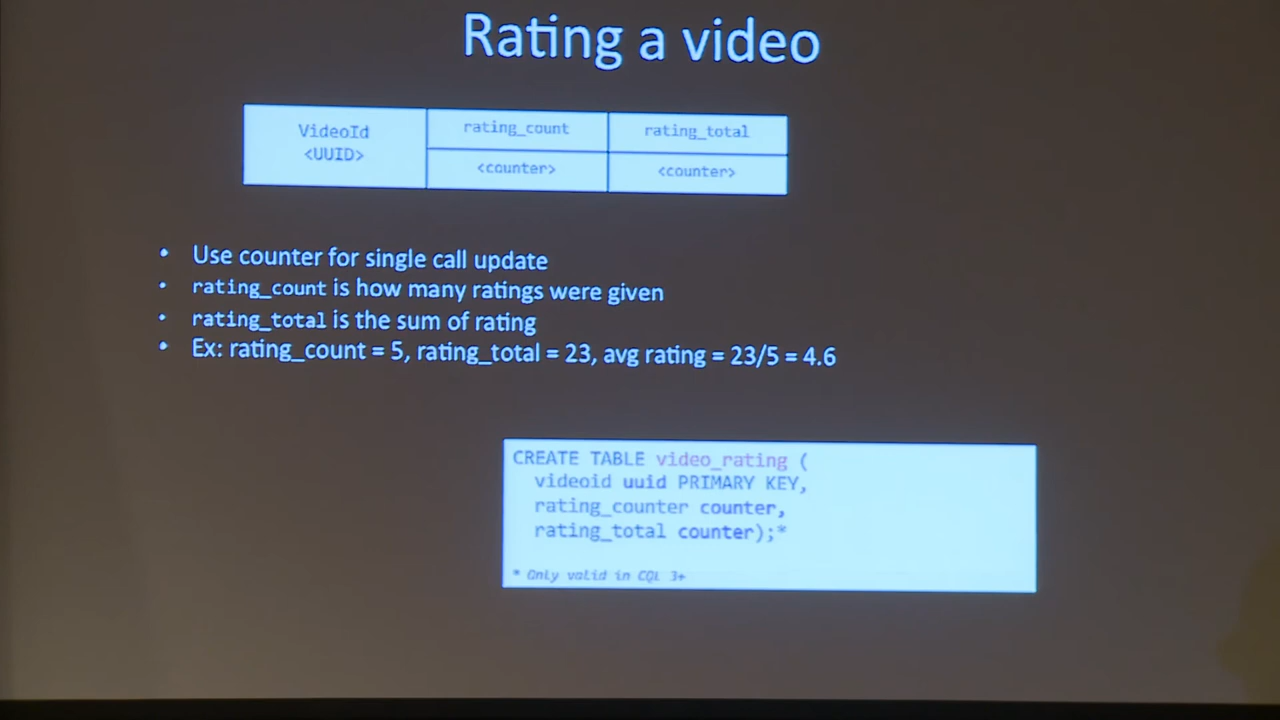 Rating a video
VideoId
<UUID>
rating_count
rating_total
<counter>
<counter>
• Use counter for single call update
• rating_count is how many ratings were given
• rating_total is the sum of rating
• Ex: rating_count = 5, rating_total = 23, avg rating = 23/5 = 4.6
CREATE TABLE video_rating (
videoid uuid PRIMARY KEY,
rating_counter counter,
rating_total counter);*
* Only valid in CQL 3+